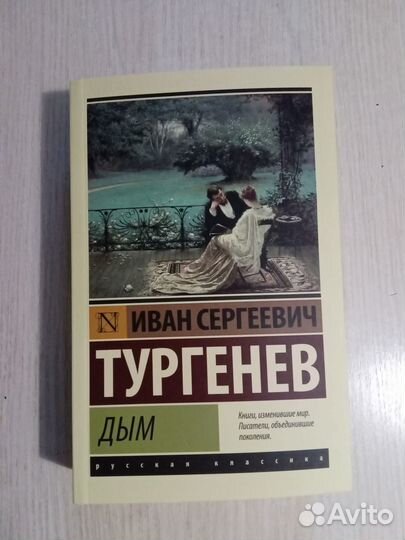 N
ИВАН СЕРГЕЕВИЧ
ТУРГЕНЕВ
ДЫМ
Книги, изменившие мир.
Писатели, объединившие
поколения.
русская классика
Avito